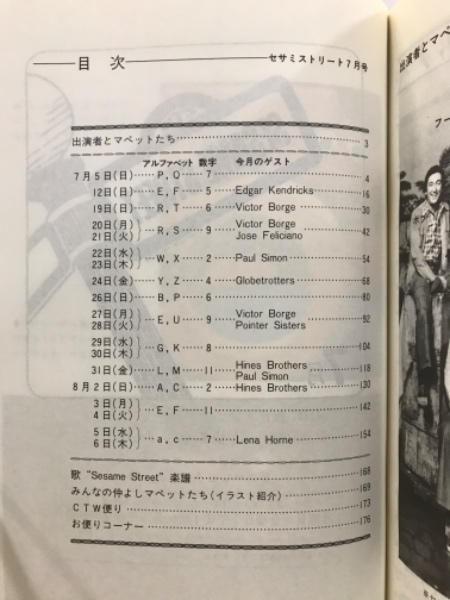 目次
セサミストリート7月号
出演者とマペットたち……3
アルファベット 数字 今月のゲスト
7月5日(日)……P, Q……7……4
12日(日)……E, F……5……Edgar Kendricks……16
19日(日)……R, T……6……Victor Borge……30
20日(月)
21日(火)……R, S……9……Victor Borge
Jose Feliciano……42
22日(水)
23日(木)……W, X……2……Paul Simon……54
24日(金)……Y, Z……4……Globetrotters……68
26日(日)……B, P……6……80
27日(月)
28日(火)……E, U……9……Victor Borge
Pointer Sisters……92
29日(水)
30日(木)……G, K……8……104
31日(金)……L, M……11……Hines Brothers
Paul Simon……118
8月2日(日)……A, C……2……Hines Brothers……130
3日(月)
4日(火)……E, F……11……142
5日(水)
6日(木)……a, c……7……Lena Horne……154
歌 "Sesame Street" 楽譜……168
みんなの仲よしマペットたち(イラスト紹介)……169
CTW便り……173
お便りコーナー……176
出演者とマペ